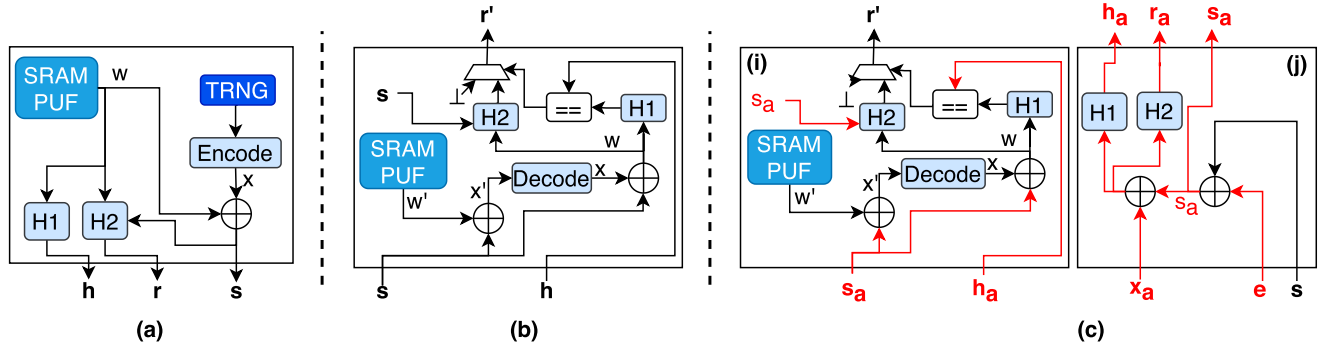 SRAM
PUF
w
TRNG
Encode
x
H1
H2
h
r
s
(a)
r'
s
⊥
H2
==
H1
w
SRAM
PUF
w'
x'
Decode
x
s
h
(b)
r'
(i)
sa
⊥
H2
==
H1
w
SRAM
PUF
w'
x'
Decode
x
sa
ha
ha
ra
sa
(j)
H1
H2
sa
xa
e
s
(c)